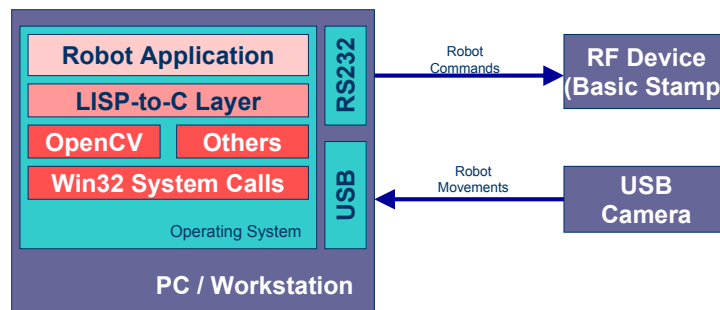 Robot Application
LISP-to-C Layer
OpenCV
Others
Win32 System Calls
Operating System
PC / Workstation
RS232
USB
Robot
Commands
Robot
Movements
RF Device
(Basic Stamp
USB
Camera